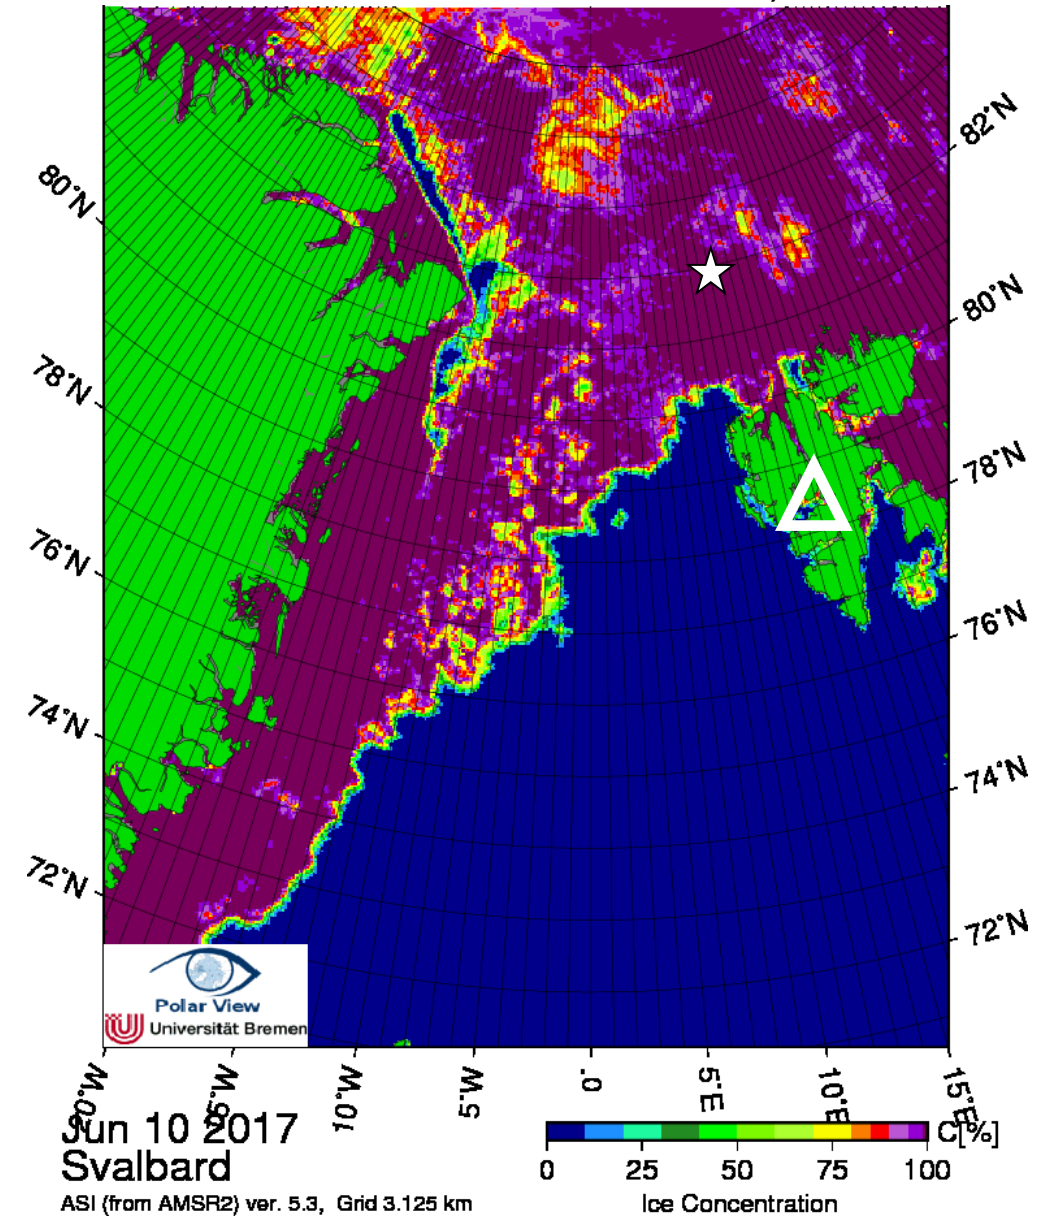 82°N
80°N
80°N
78°N
78°N
76°N
76°N
74°N
74°N
72°N
72°N
Polar View
Universität Bremen
20°W
15°W
10°W
5°W
0°
5°E
10°E
15°E
Jun 10 2017
Svalbard
ASI (from AMSR2) ver. 5.3, Grid 3.125 km
C[%]
0 25 50 75 100
Ice Concentration